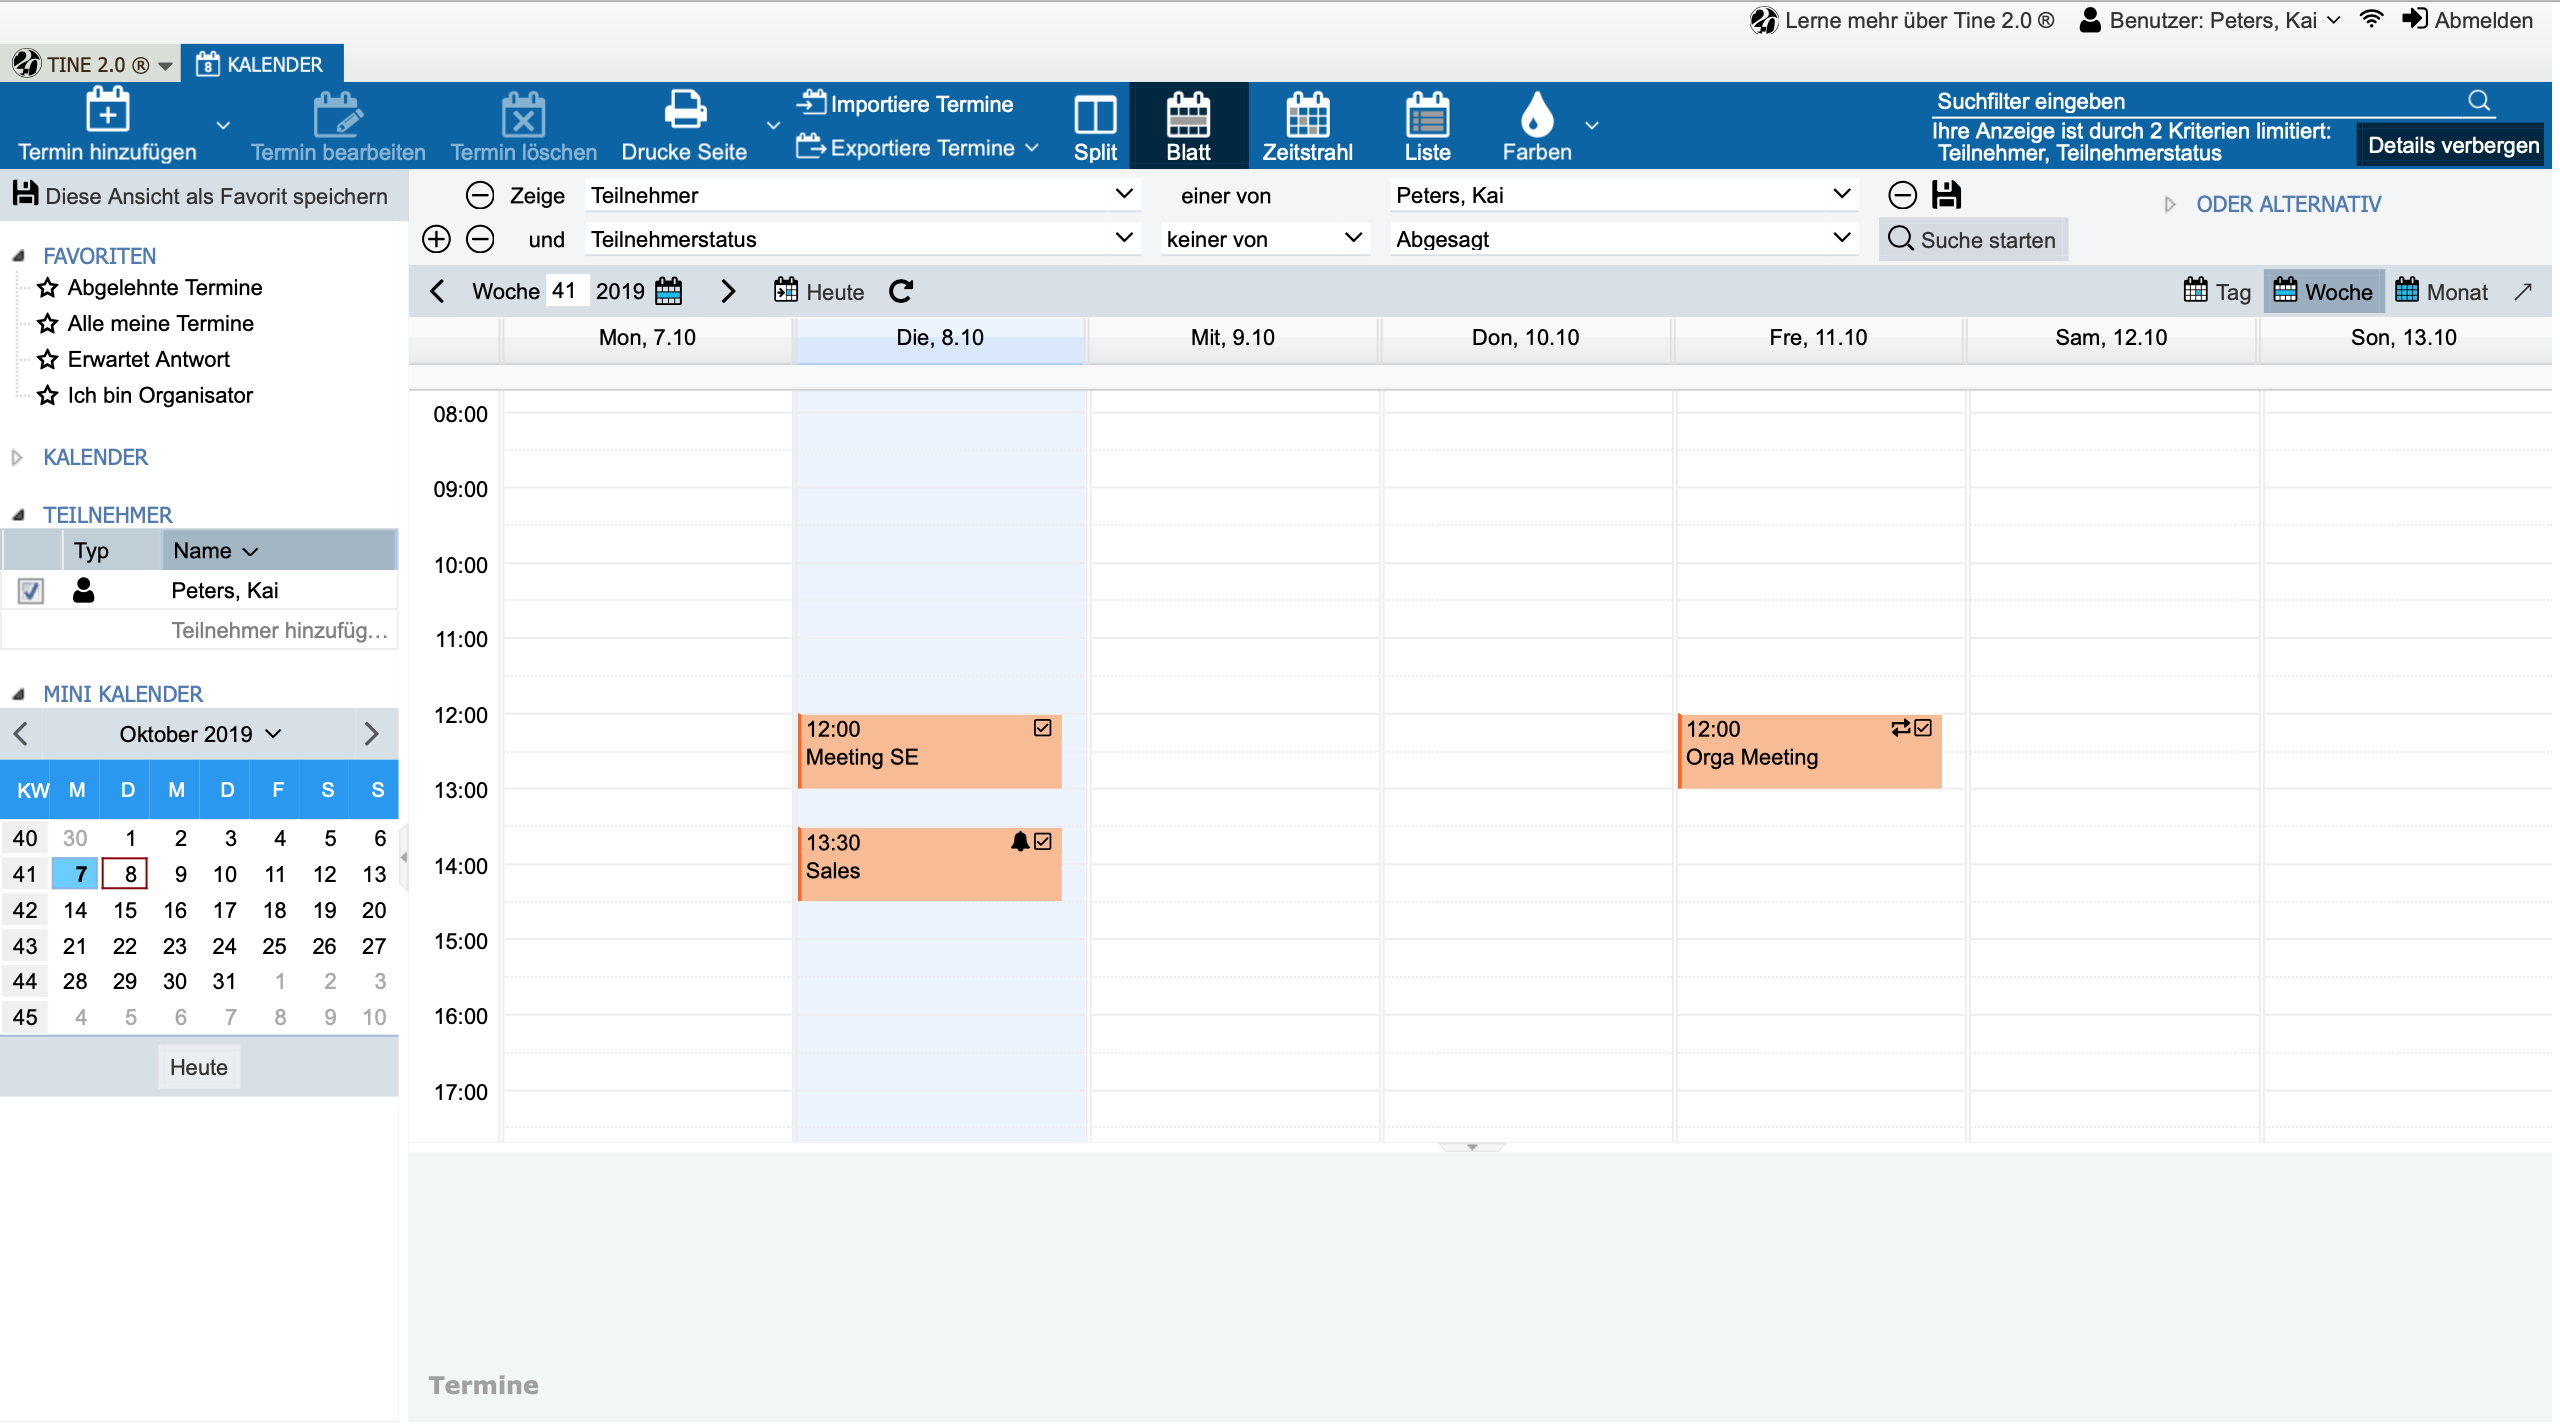 Lerne mehr über Tine 2.0 ® Benutzer: Peters, Kai Abmelden
TINE 2.0 ® 8 KALENDER
Termin hinzufügen
Termin bearbeiten
Termin löschen
Drucke Seite
Importiere Termine
Exportiere Termine
Split
Blatt
Zeitstrahl
Liste
Farben
Suchfilter eingeben
Ihre Anzeige ist durch 2 Kriterien limitiert:
Teilnehmer, Teilnehmerstatus
Details verbergen
Diese Ansicht als Favorit speichern
FAVORITEN
Abgelehnte Termine
Alle meine Termine
Erwartet Antwort
Ich bin Organisator
KALENDER
TEILNEHMER
Typ Name
Peters, Kai
Teilnehmer hinzufüg...
MINI KALENDER
Oktober 2019
KW M D M D F S S
40 30 1 2 3 4 5 6
41 7 8 9 10 11 12 13
42 14 15 16 17 18 19 20
43 21 22 23 24 25 26 27
44 28 29 30 31 1 2 3
45 4 5 6 7 8 9 10
Heute
Zeige Teilnehmer einer von Peters, Kai
und Teilnehmerstatus keiner von Abgesagt
Suche starten
ODER ALTERNATIV
Woche 41 2019 Heute
Tag Woche Monat
Mon, 7.10 Die, 8.10 Mit, 9.10 Don, 10.10 Fre, 11.10 Sam, 12.10 Son, 13.10
08:00
09:00
10:00
11:00
12:00
13:00
14:00
15:00
16:00
17:00
12:00
Meeting SE
13:30
Sales
12:00
Orga Meeting
Termine